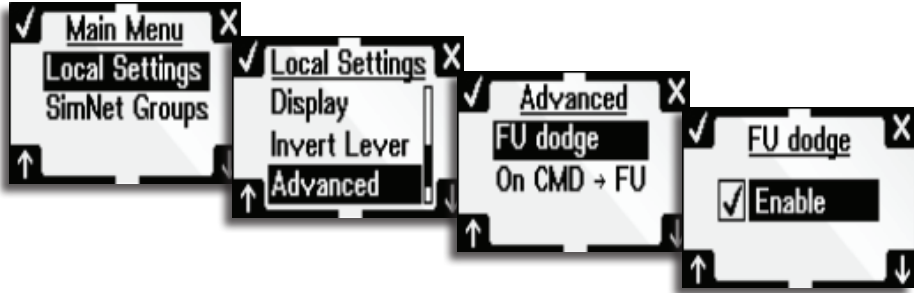 Main Menu
Local Settings
SimNet Groups
Local Settings
Display
Invert Lever
Advanced
Advanced
FU dodge
On CMD → FU
FU dodge
Enable